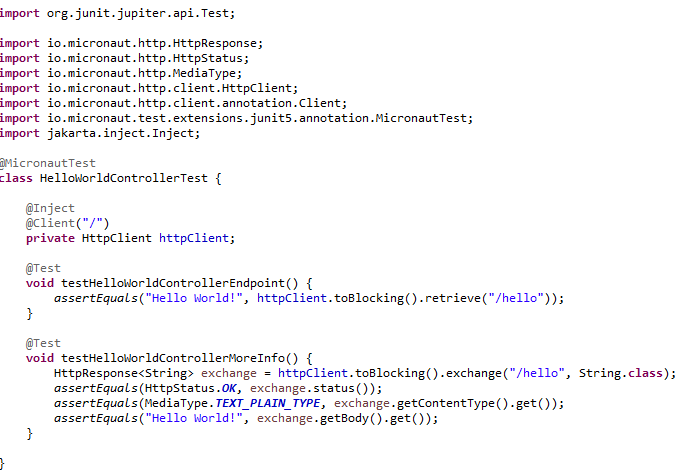 import org.junit.jupiter.api.Test;
import io.micronaut.http.HttpResponse;
import io.micronaut.http.HttpStatus;
import io.micronaut.http.MediaType;
import io.micronaut.http.client.HttpClient;
import io.micronaut.http.client.annotation.Client;
import io.micronaut.test.extensions.junit5.annotation.MicronautTest;
import jakarta.inject.Inject;
@MicronautTest
class HelloWorldControllerTest {
@Inject
@Client("/")
private HttpClient httpClient;
@Test
void testHelloWorldControllerEndpoint() {
assertEquals("Hello World!", httpClient.toBlocking().retrieve("/hello"));
}
@Test
void testHelloWorldControllerMoreInfo() {
HttpResponse<String> exchange = httpClient.toBlocking().exchange("/hello", String.class);
assertEquals(HttpStatus.OK, exchange.status());
assertEquals(MediaType.TEXT_PLAIN_TYPE, exchange.getContentType().get());
assertEquals("Hello World!", exchange.getBody().get());
}
}